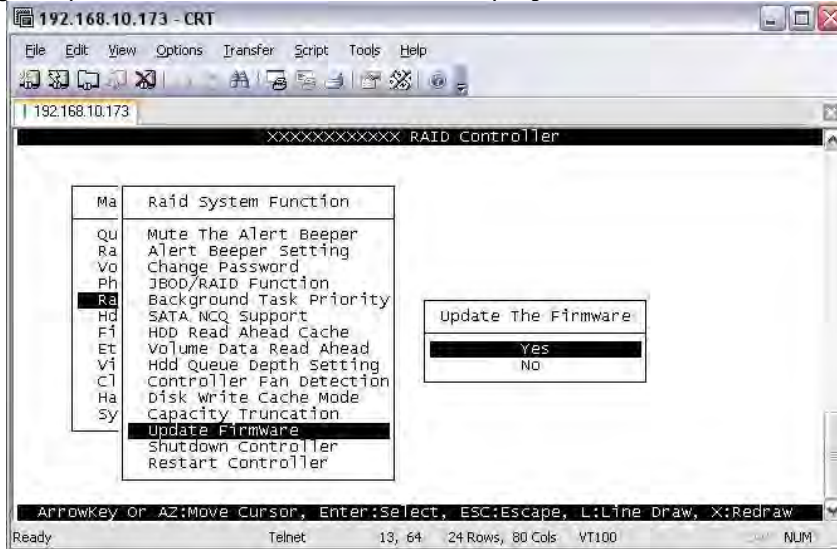 192.168.10.173 - CRT
File Edit View Options Transfer Script Tools Help
192.168.10.173
XXXXXXXXXXXX RAID Controller
Ma
Raid System Function
Qu
Mute The Alert Beeper
Ra
Alert Beeper Setting
Vo
Change Password
Ph
JBOD/RAID Function
Ra
Background Task Priority
Hd
SATA NCQ Support
Fi
HDD Read Ahead Cache
Et
Volume Data Read Ahead
Vi
Hdd Queue Depth Setting
Cl
Controller Fan Detection
Ha
Disk Write Cache Mode
Sy
Capacity Truncation
Update Firmware
Shutdown Controller
Restart Controller
Update The Firmware
Yes
No
ArrowKey Or AZ:Move Cursor, Enter:Select, ESC:Escape, L:Line Draw, X:Redraw
Ready Telnet 13, 64 24 Rows, 80 Cols VT100 NUM